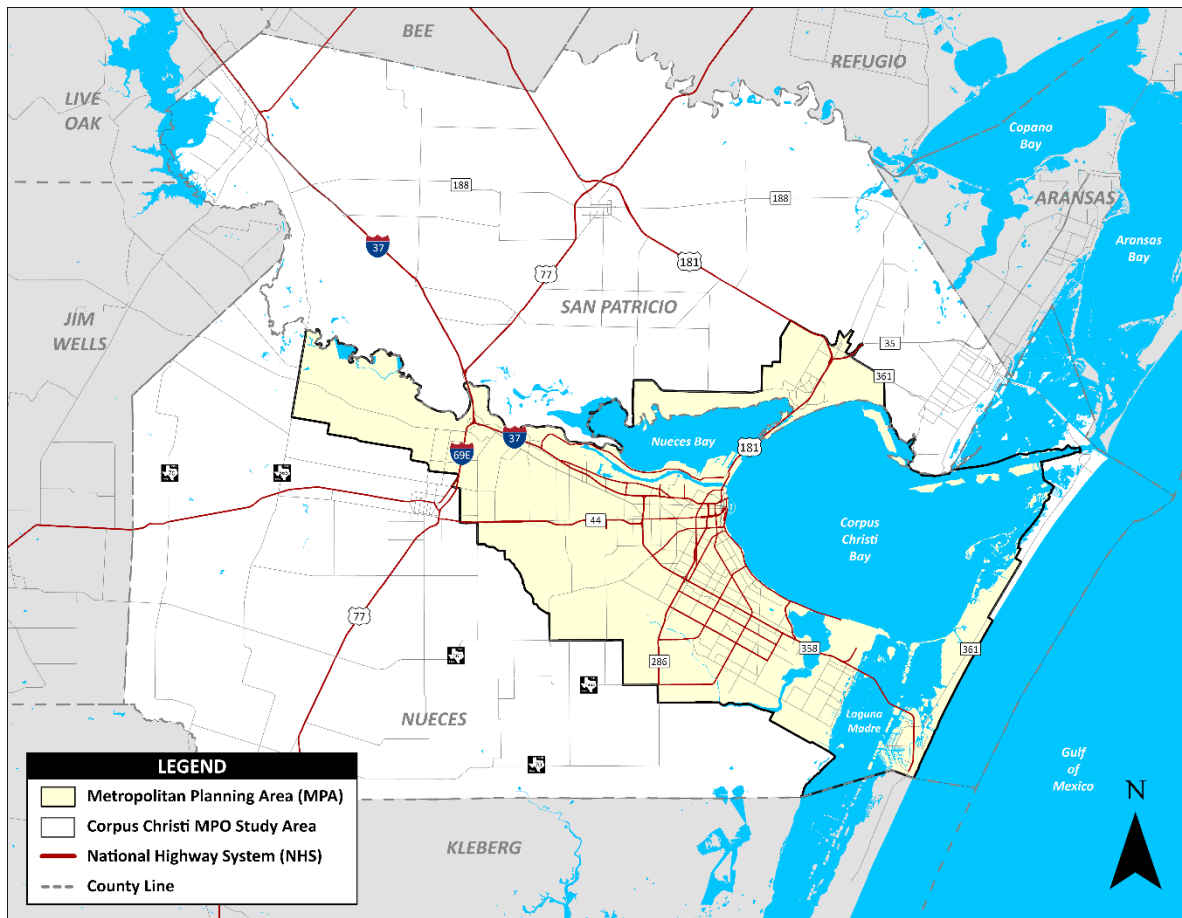 BEE
REFUGIO
LIVE
OAK
Copano
Bay
ARANSAS
188
188
37
Aransas
Bay
77
181
SAN PATRICIO
JIM
WELLS
35
361
Nueces Bay
37
181
69E
44
Corpus
Christi
Bay
77
286
358
361
NUECES
Laguna
Madre
Gulf
of
Mexico
LEGEND
Metropolitan Planning Area (MPA)
Corpus Christi MPO Study Area
National Highway System (NHS)
County Line
KLEBERG
N